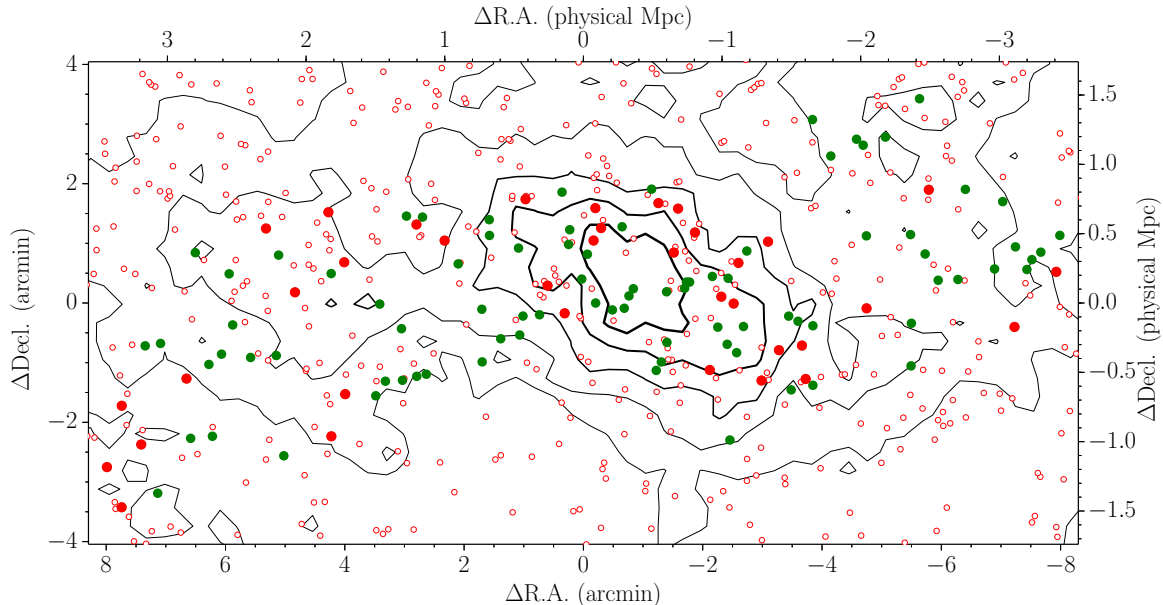 ΔR.A. (physical Mpc)
3 2 1 0 −1 −2 −3
4
2
0
−2
−4
ΔDecl. (arcmin)
1.5
1.0
0.5
0.0
−0.5
−1.0
−1.5
ΔDecl. (physical Mpc)
8 6 4 2 0 −2 −4 −6 −8
ΔR.A. (arcmin)